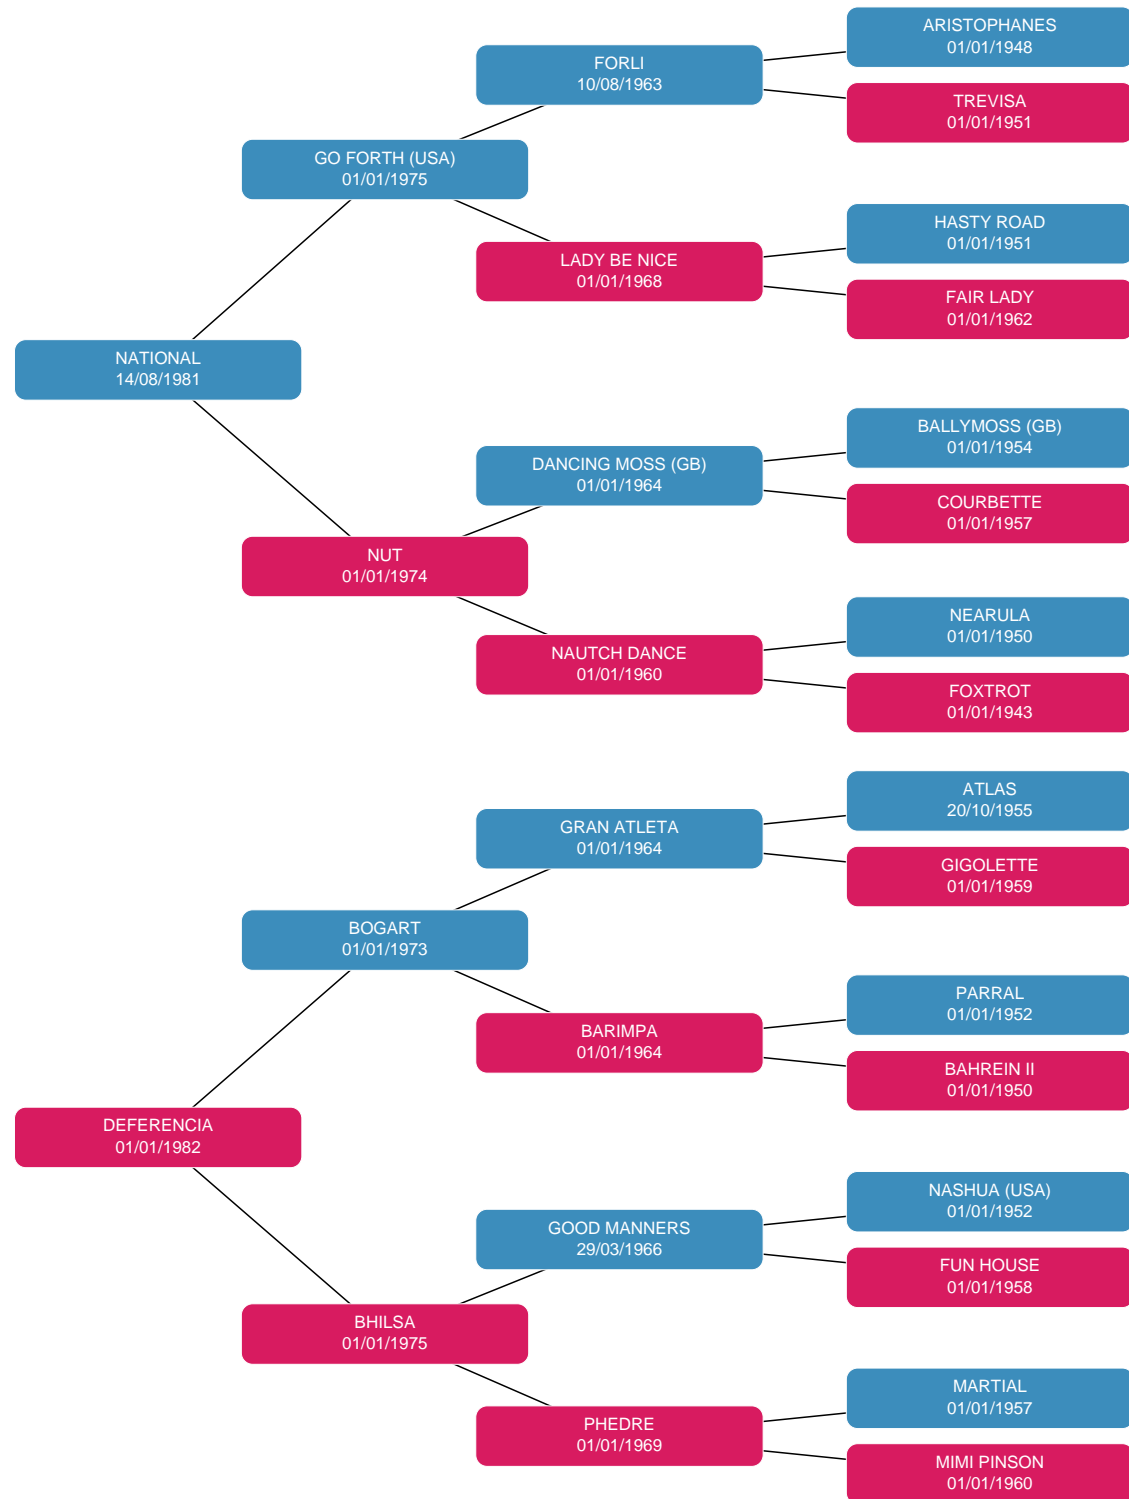 ARISTOPHANES
01/01/1948
FORLI
10/08/1963
TREVISA
01/01/1951
GO FORTH (USA)
01/01/1975
HASTY ROAD
01/01/1951
LADY BE NICE
01/01/1968
FAIR LADY
01/01/1962
NATIONAL
14/08/1981
BALLYMOSS (GB)
01/01/1954
DANCING MOSS (GB)
01/01/1964
COURBETTE
01/01/1957
NUT
01/01/1974
NEARULA
01/01/1950
NAUTCH DANCE
01/01/1960
FOXTROT
01/01/1943
ATLAS
20/10/1955
GRAN ATLETA
01/01/1964
GIGOLETTE
01/01/1959
BOGART
01/01/1973
PARRAL
01/01/1952
BARIMPA
01/01/1964
BAHREIN II
01/01/1950
DEFERENCIA
01/01/1982
NASHUA (USA)
01/01/1952
GOOD MANNERS
29/03/1966
FUN HOUSE
01/01/1958
BHILSA
01/01/1975
MARTIAL
01/01/1957
PHEDRE
01/01/1969
MIMI PINSON
01/01/1960